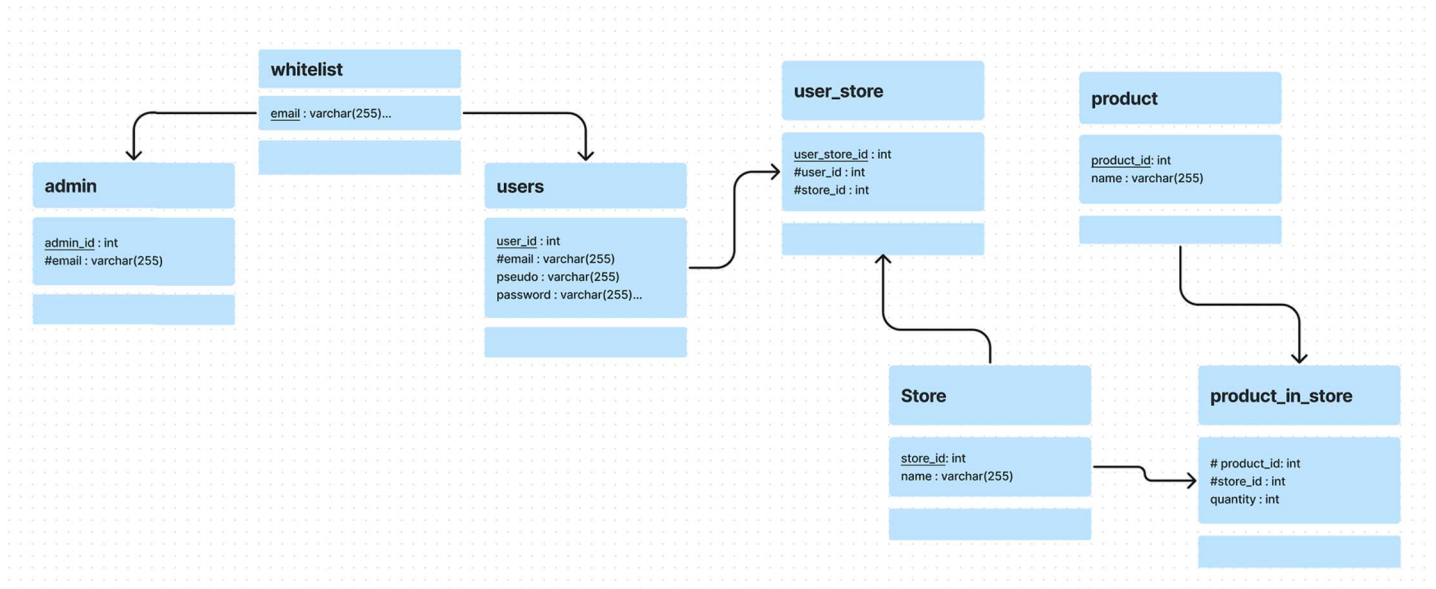 whitelist
email : varchar(255)...
admin
admin_id : int
#email : varchar(255)
users
user_id : int
#email : varchar(255)
pseudo : varchar(255)
password : varchar(255)...
user_store
user_store_id : int
#user_id : int
#store_id : int
product
product_id: int
name : varchar(255)
Store
store_id: int
name : varchar(255)
product_in_store
# product_id: int
#store_id : int
quantity : int